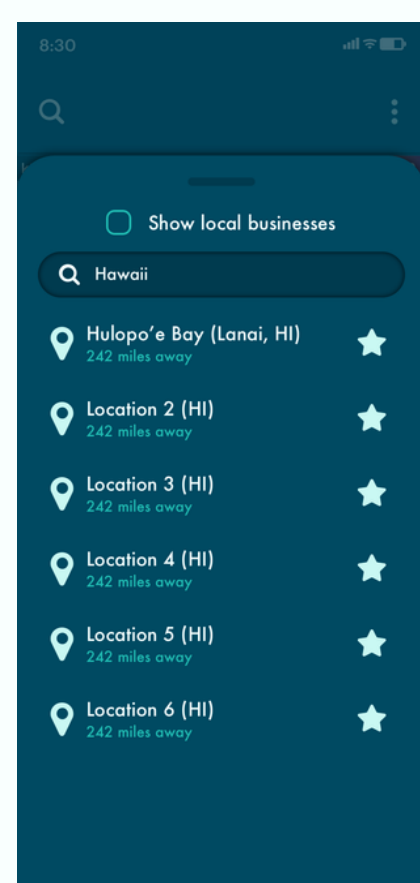 8:30
Show local businesses
Hawaii
Hulopo’e Bay (Lanai, HI)
242 miles away
Location 2 (HI)
242 miles away
Location 3 (HI)
242 miles away
Location 4 (HI)
242 miles away
Location 5 (HI)
242 miles away
Location 6 (HI)
242 miles away